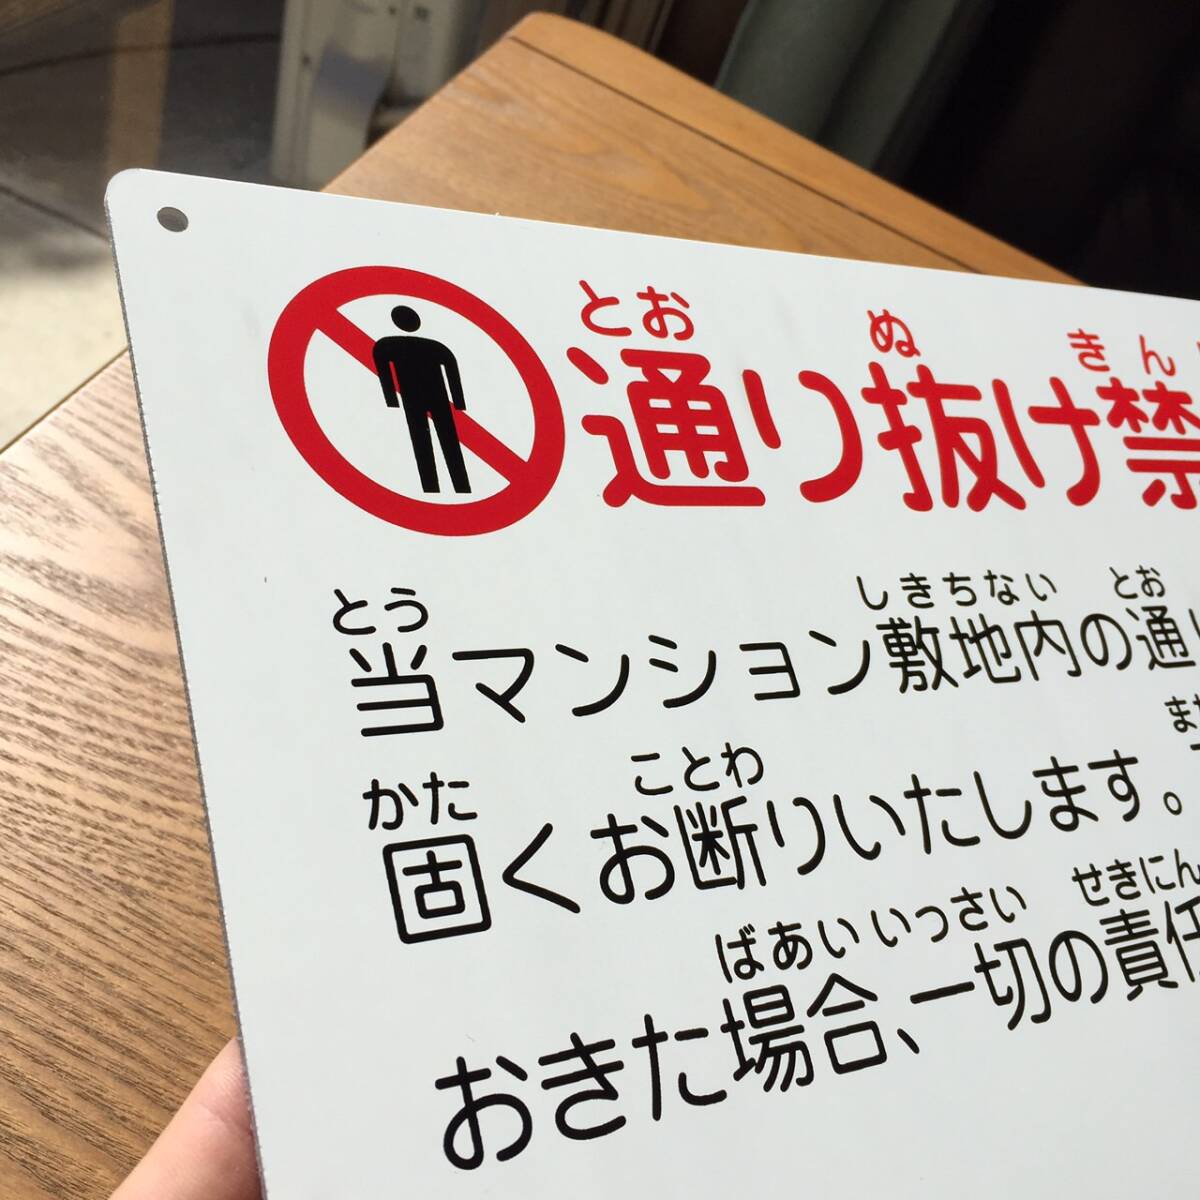 とお ぬ きん
通り抜け禁
とう しきちない とお
当マンション敷地内の通り
かた ことわ
固くお断りいたします。
ばあい いっさい せきにん
おきた場合、一切の責任